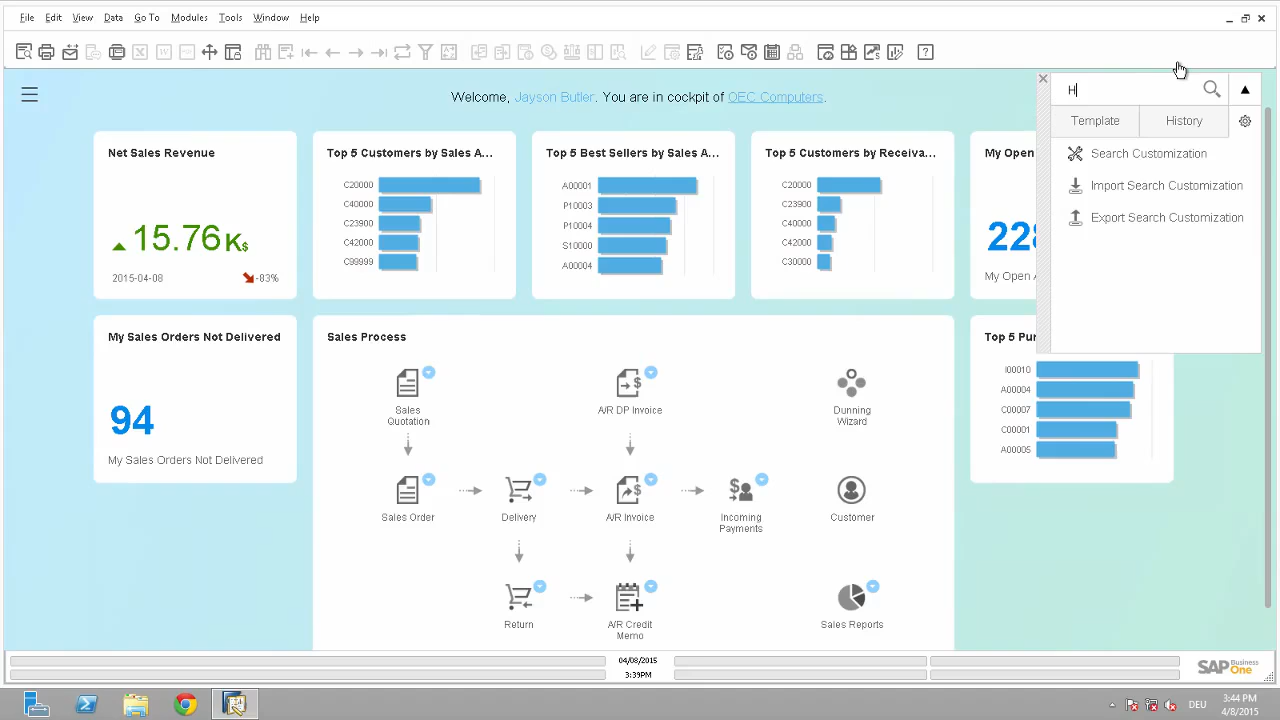 File Edit View Data Go To Modules Tools Window Help
Welcome, Jayson Butler. You are in cockpit of OEC Computers.
H
Template History
Search Customization
Import Search Customization
Export Search Customization
Net Sales Revenue
15.76 K$
2015-04-08 -83%
Top 5 Customers by Sales A...
C20000
C40000
C23900
C42000
C99999
Top 5 Best Sellers by Sales A...
A00001
P10003
P10004
S10000
A00004
Top 5 Customers by Receiva...
C20000
C23900
C40000
C42000
C30000
My Open
228
My Open A
My Sales Orders Not Delivered
94
My Sales Orders Not Delivered
Sales Process
Sales
Quotation
A/R DP Invoice
Dunning
Wizard
Sales Order
Delivery
A/R Invoice
Incoming
Payments
Customer
Return
A/R Credit
Memo
Sales Reports
Top 5 Pur
I00010
A00004
C00007
C00001
A00005
04/08/2015
3:39PM
SAP Business One
DEU
3:44 PM
4/8/2015